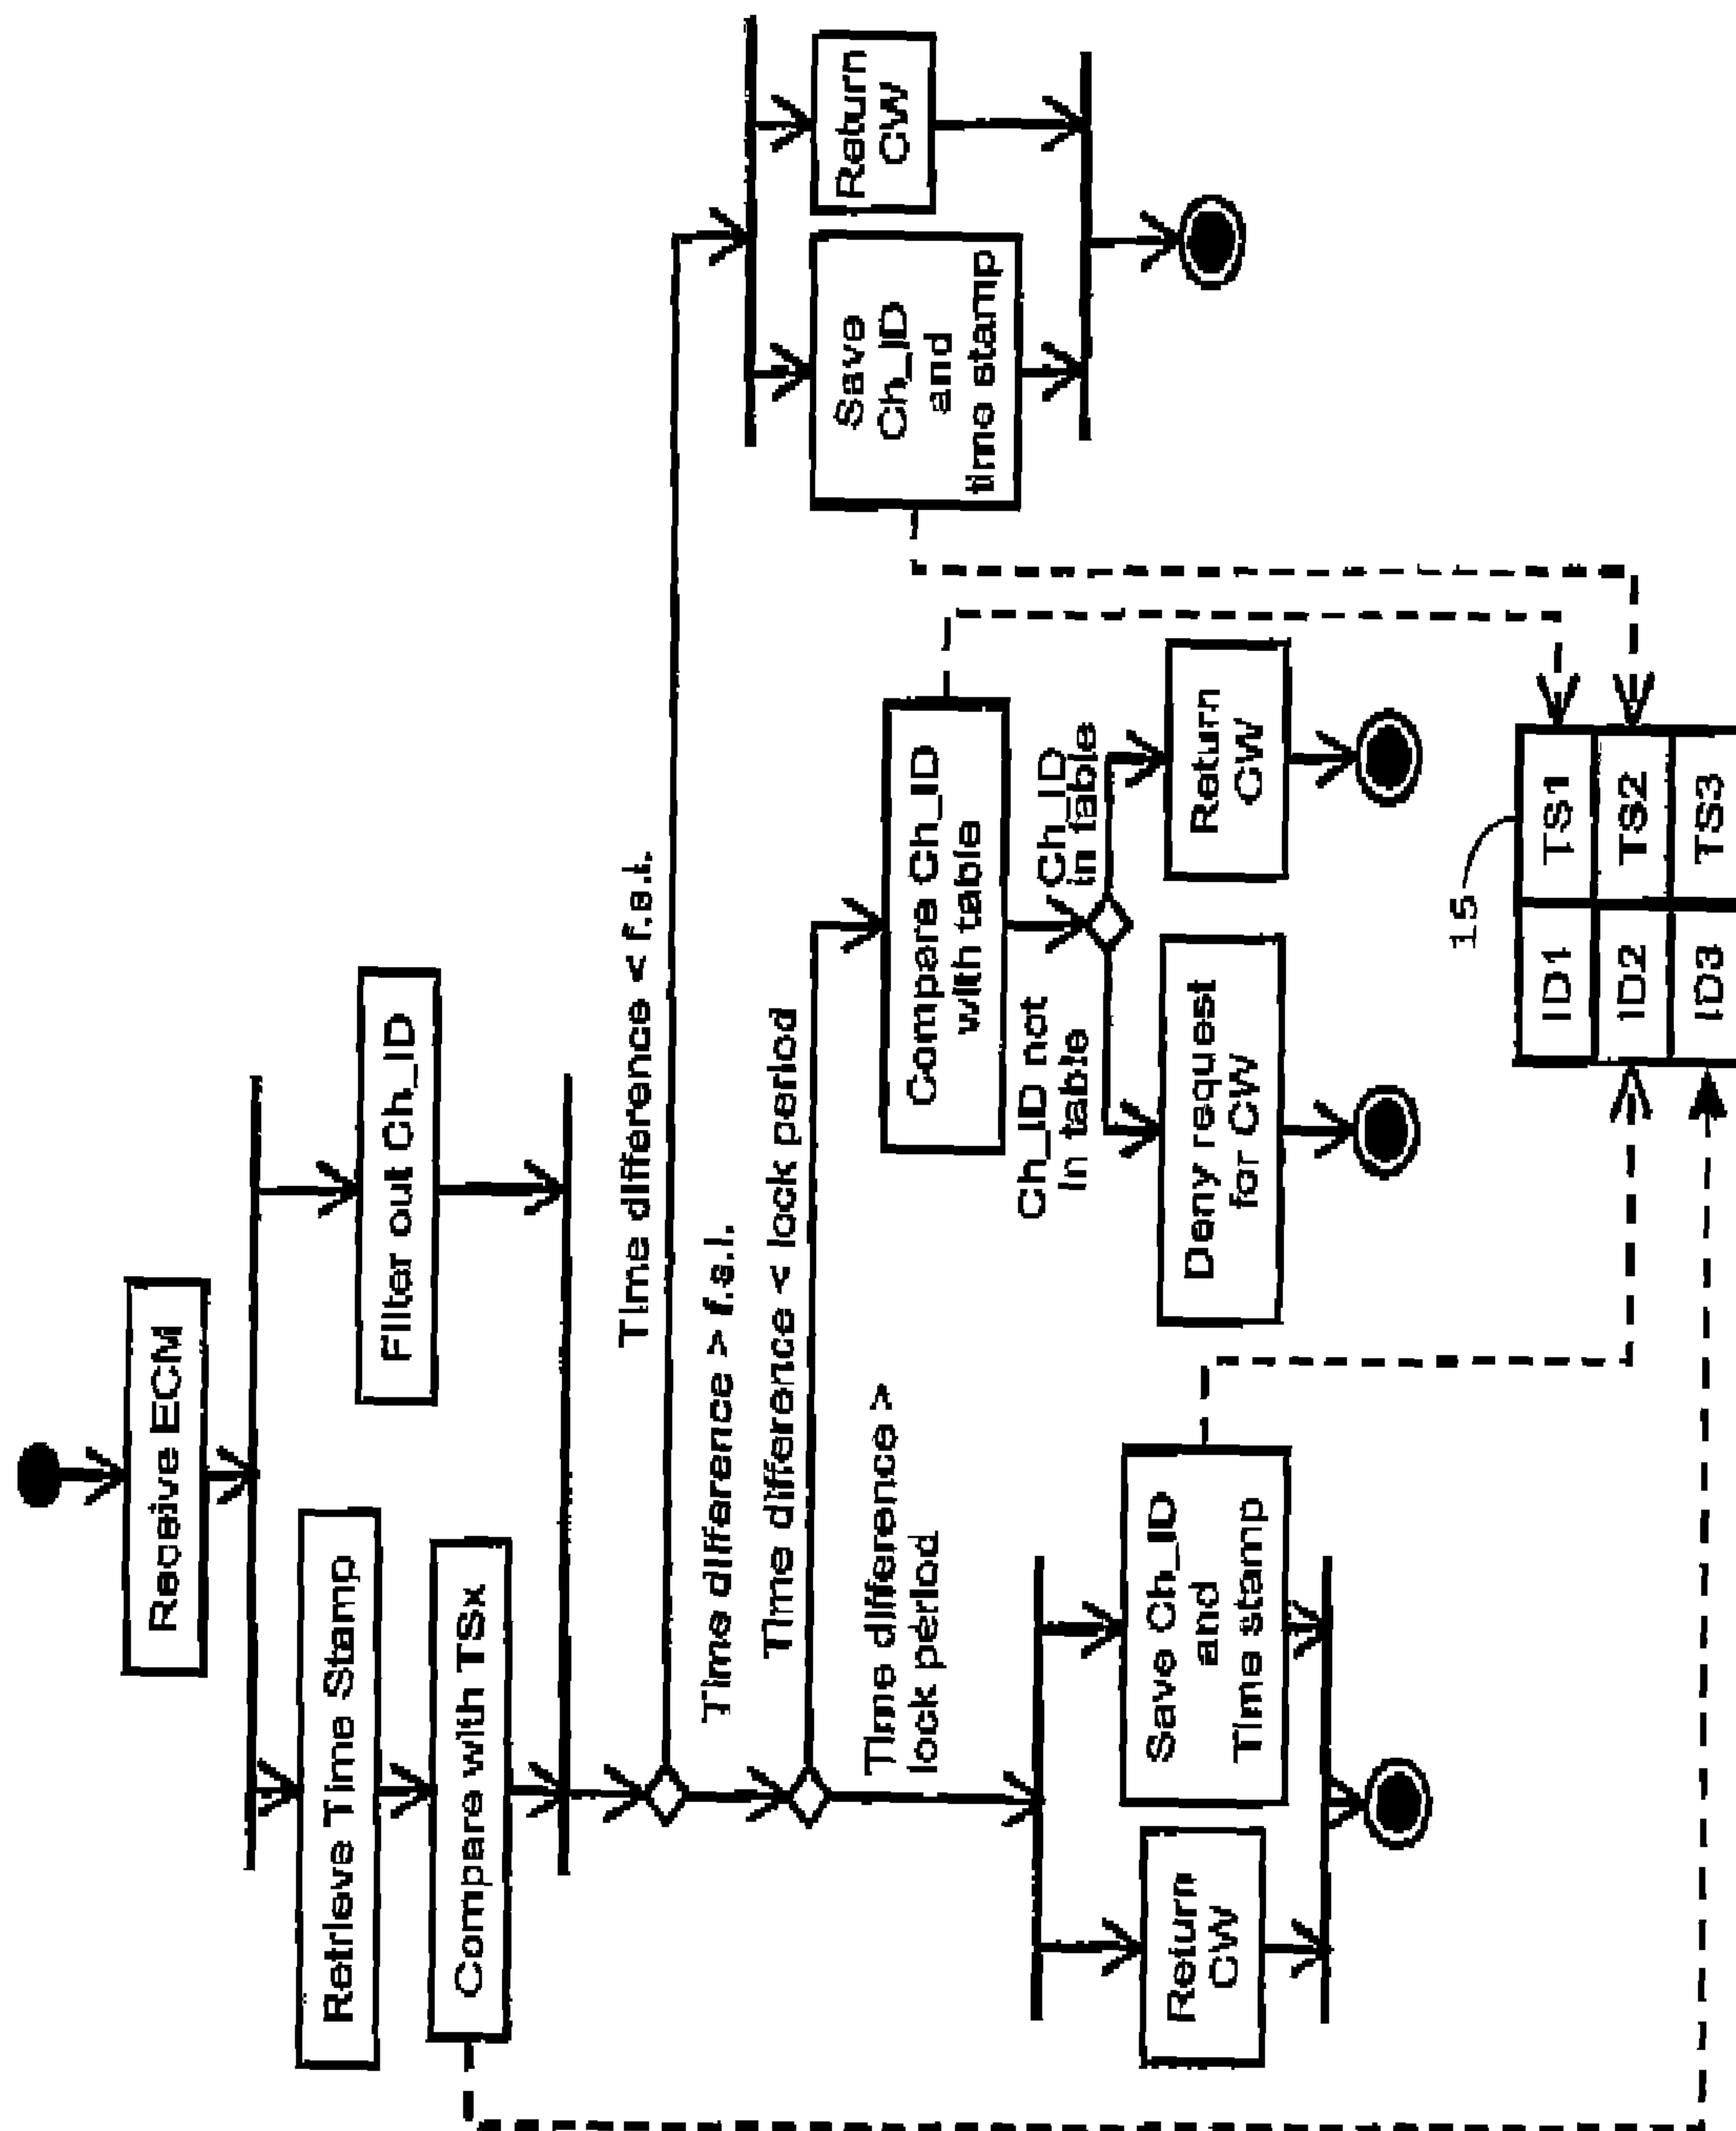 Receive ECM
Retrieve Time Stamp
Filter out Ch_ID
Compare with TSx
Time difference < f.s.l.
Time difference > f.s.l.
Time difference < lock period
Time difference >
lock period
Return
CW
Save Ch_ID
and
Time stamp
Compare Ch_ID
with table
Ch_ID not
in table
Ch_ID
in table
Deny request
for CW
Return
CW
Save
Ch_ID
and
time stamp
Return
CW
15
ID1 TS1
ID2 TS2
ID3 TS3